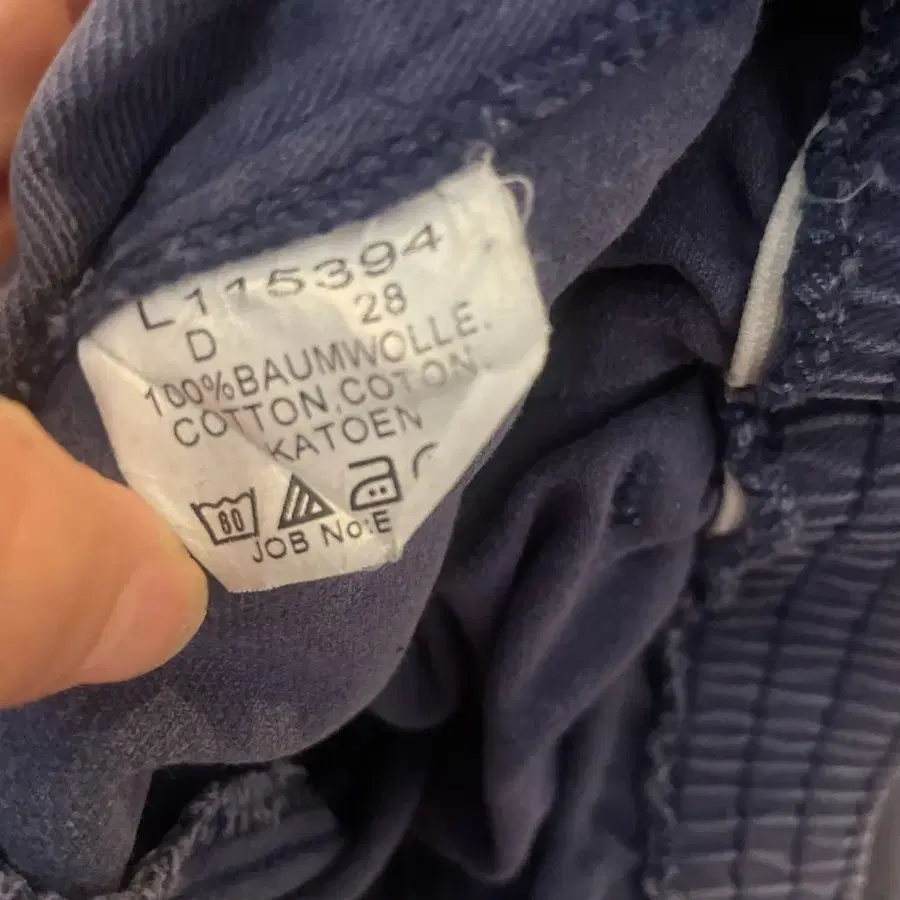 L115394
D 28
100%BAUMWOLLE.
COTTON.COTON.
KATOEN
60
JOB No:E